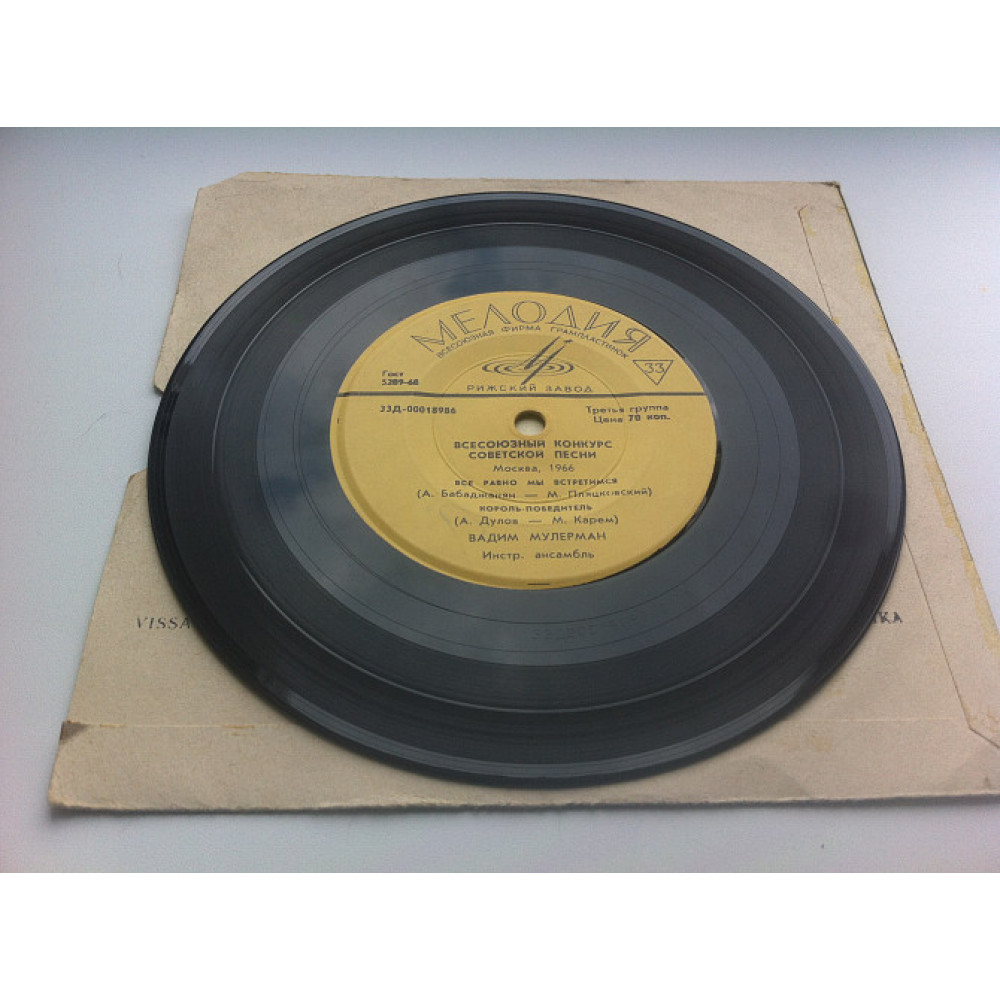 МЕЛОДИЯ
ВСЕСОЮЗНАЯ ФИРМА ГРАМПЛАСТИНОК
33
Гост
5289-68
РИЖСКИЙ ЗАВОД
33Д-00018986
Третья группа
Цена 70 коп.
ВСЕСОЮЗНЫЙ КОНКУРС
СОВЕТСКОЙ ПЕСНИ
Москва, 1966
ВСЕ РАВНО МЫ ВСТРЕТИМСЯ
(А. Бабаджанян — М. Пляцковский)
КОРОЛЬ-ПОБЕДИТЕЛЬ
(А. Дулов — М. Карем)
ВАДИМ МУЛЕРМАН
Инстр. ансамбль
VISSA